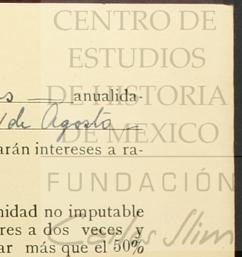 CENTRO DE
ESTUDIOS
DE HISTORIA
DE MEXICO
FUNDACIÓN
Carlos Slim
anualida-
de Agosto
arán intereses a ra-
nidad no imputable
res a dos veces y
ar más que el 50%